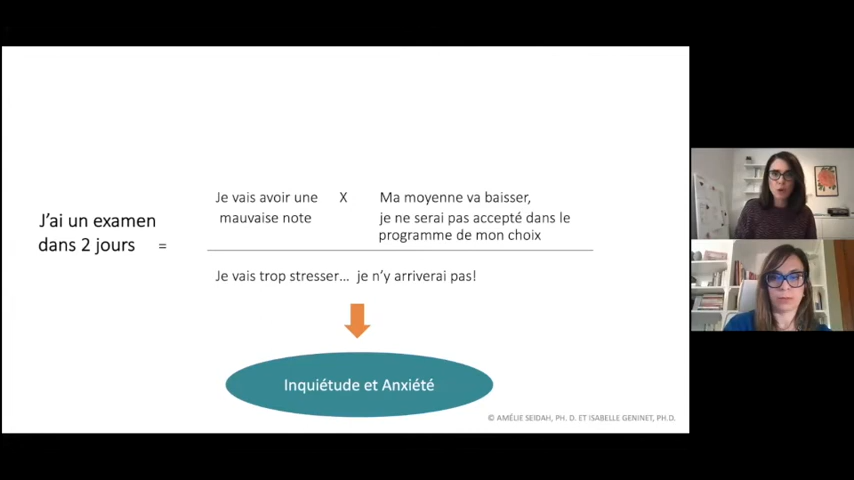 Je vais avoir une X Ma moyenne va baisser,
mauvaise note je ne serai pas accepté dans le
programme de mon choix
J'ai un examen
dans 2 jours =
Je vais trop stresser... je n'y arriverai pas!
Inquiétude et Anxiété
© AMÉLIE SEIDAH, PH. D. ET ISABELLE GENINET, PH.D.